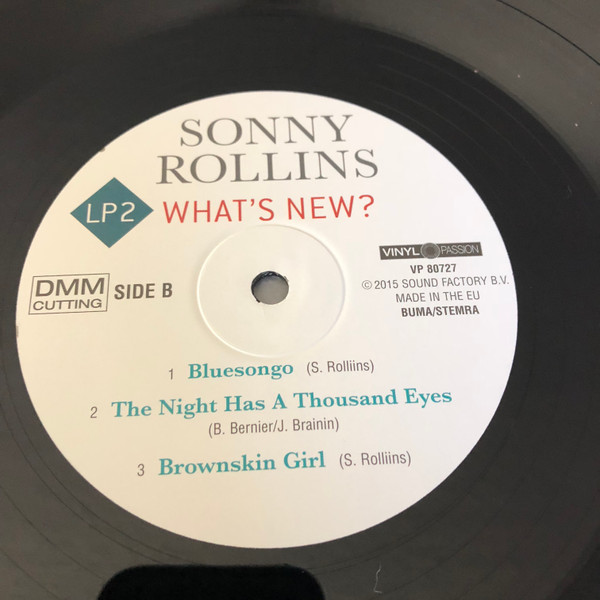 SONNY
ROLLINS
LP2 WHAT'S NEW?
VINYL PASSION
VP 80727
© 2015 SOUND FACTORY B.V.
MADE IN THE EU
BUMA/STEMRA
DMM
CUTTING
SIDE B
1 Bluesongo (S. Rolliins)
2 The Night Has A Thousand Eyes
(B. Bernier/J. Brainin)
3 Brownskin Girl (S. Rolliins)